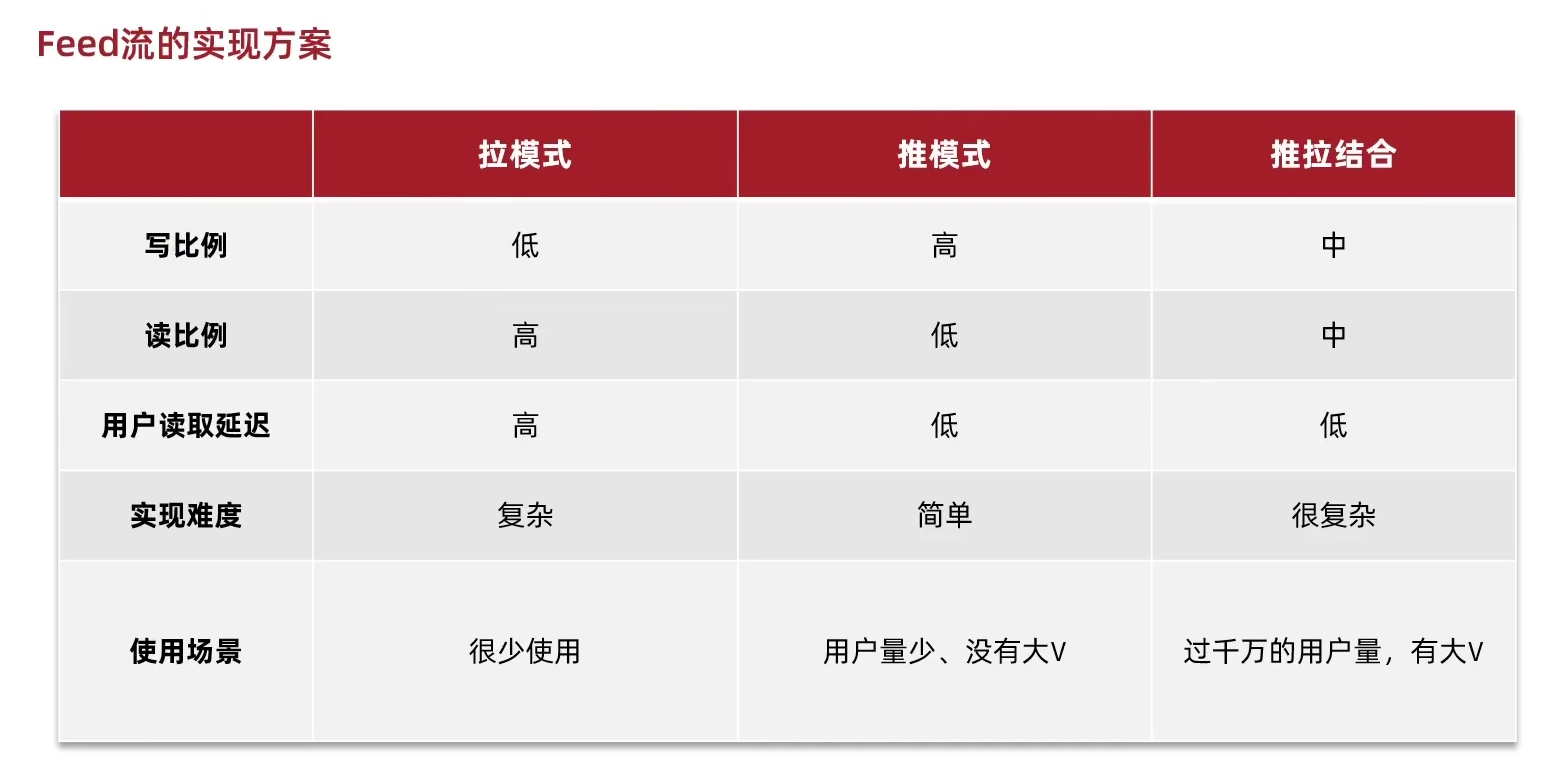 Feed流的实现方案
拉模式 推模式 推拉结合
写比例 低 高 中
读比例 高 低 中
用户读取延迟 高 低 低
实现难度 复杂 简单 很复杂
使用场景 很少使用 用户量少、没有大V 过千万的用户量，有大V